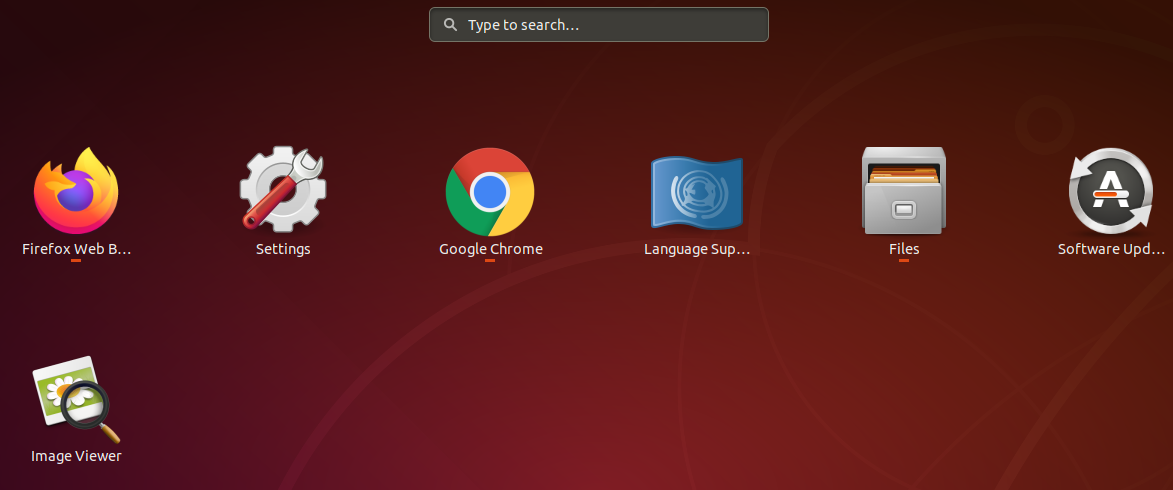 Type to search...
Firefox Web B...
Settings
Google Chrome
Language Sup...
Files
Software Upd...
Image Viewer